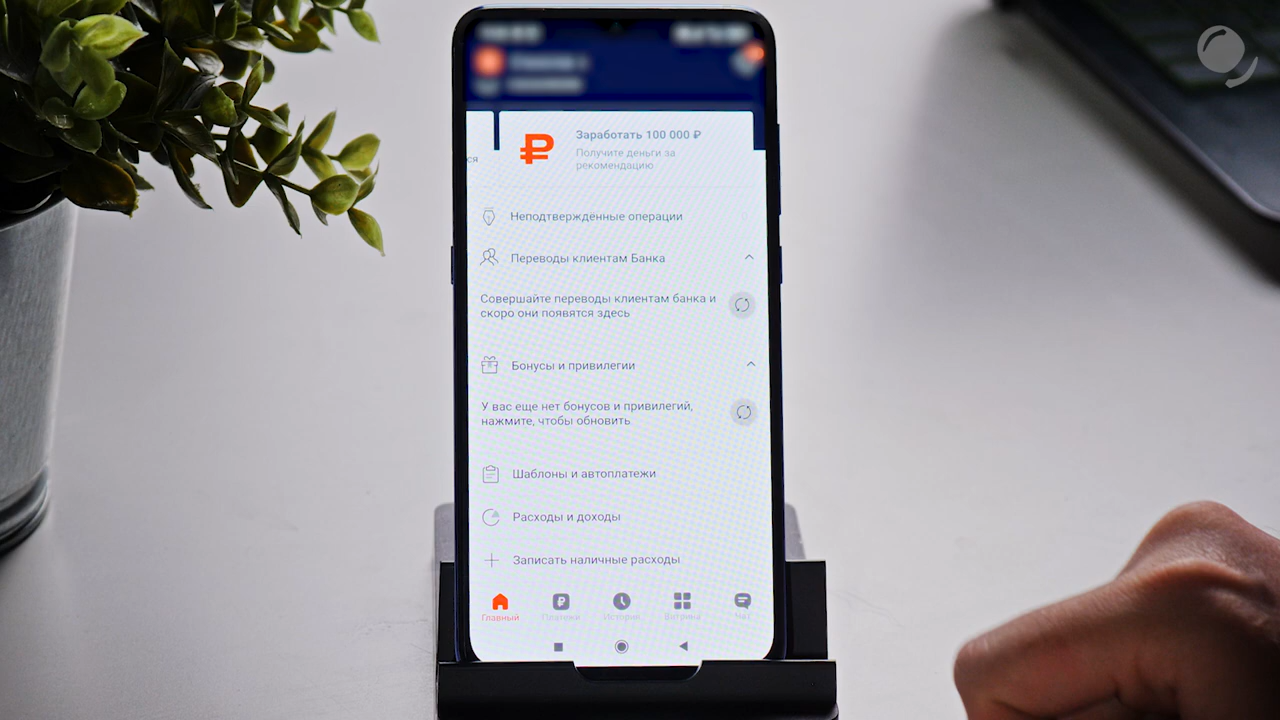 Заработать 100 000 ₽
Получите деньги за
рекомендацию
ся
Неподтверждённые операции
Переводы клиентам Банка
Совершайте переводы клиентам банка и
скоро они появятся здесь
Бонусы и привилегии
У вас еще нет бонусов и привилегий,
нажмите, чтобы обновить
Шаблоны и автоплатежи
Расходы и доходы
Записать наличные расходы
Главный
Платежи
История
Витрина
Чат